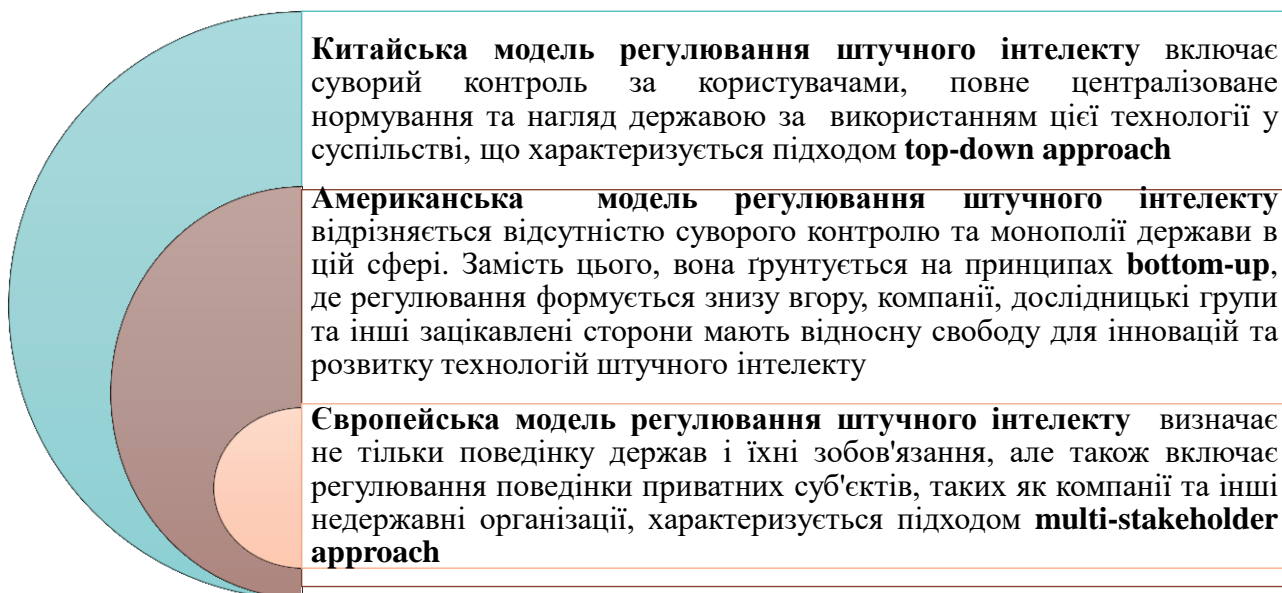 Китайська модель регулювання штучного інтелекту включає
суворий контроль за користувачами, повне централізоване
нормування та нагляд державою за використанням цієї технології у
суспільстві, що характеризується підходом top-down approach
Американська модель регулювання штучного інтелекту
відрізняється відсутністю суворого контролю та монополії держави в
цій сфері. Замість цього, вона ґрунтується на принципах bottom-up,
де регулювання формується знизу вгору, компанії, дослідницькі групи
та інші зацікавлені сторони мають відносну свободу для інновацій та
розвитку технологій штучного інтелекту
Європейська модель регулювання штучного інтелекту визначає
не тільки поведінку держав і їхні зобов'язання, але також включає
регулювання поведінки приватних суб'єктів, таких як компанії та інші
недержавні організації, характеризується підходом multi-stakeholder
approach